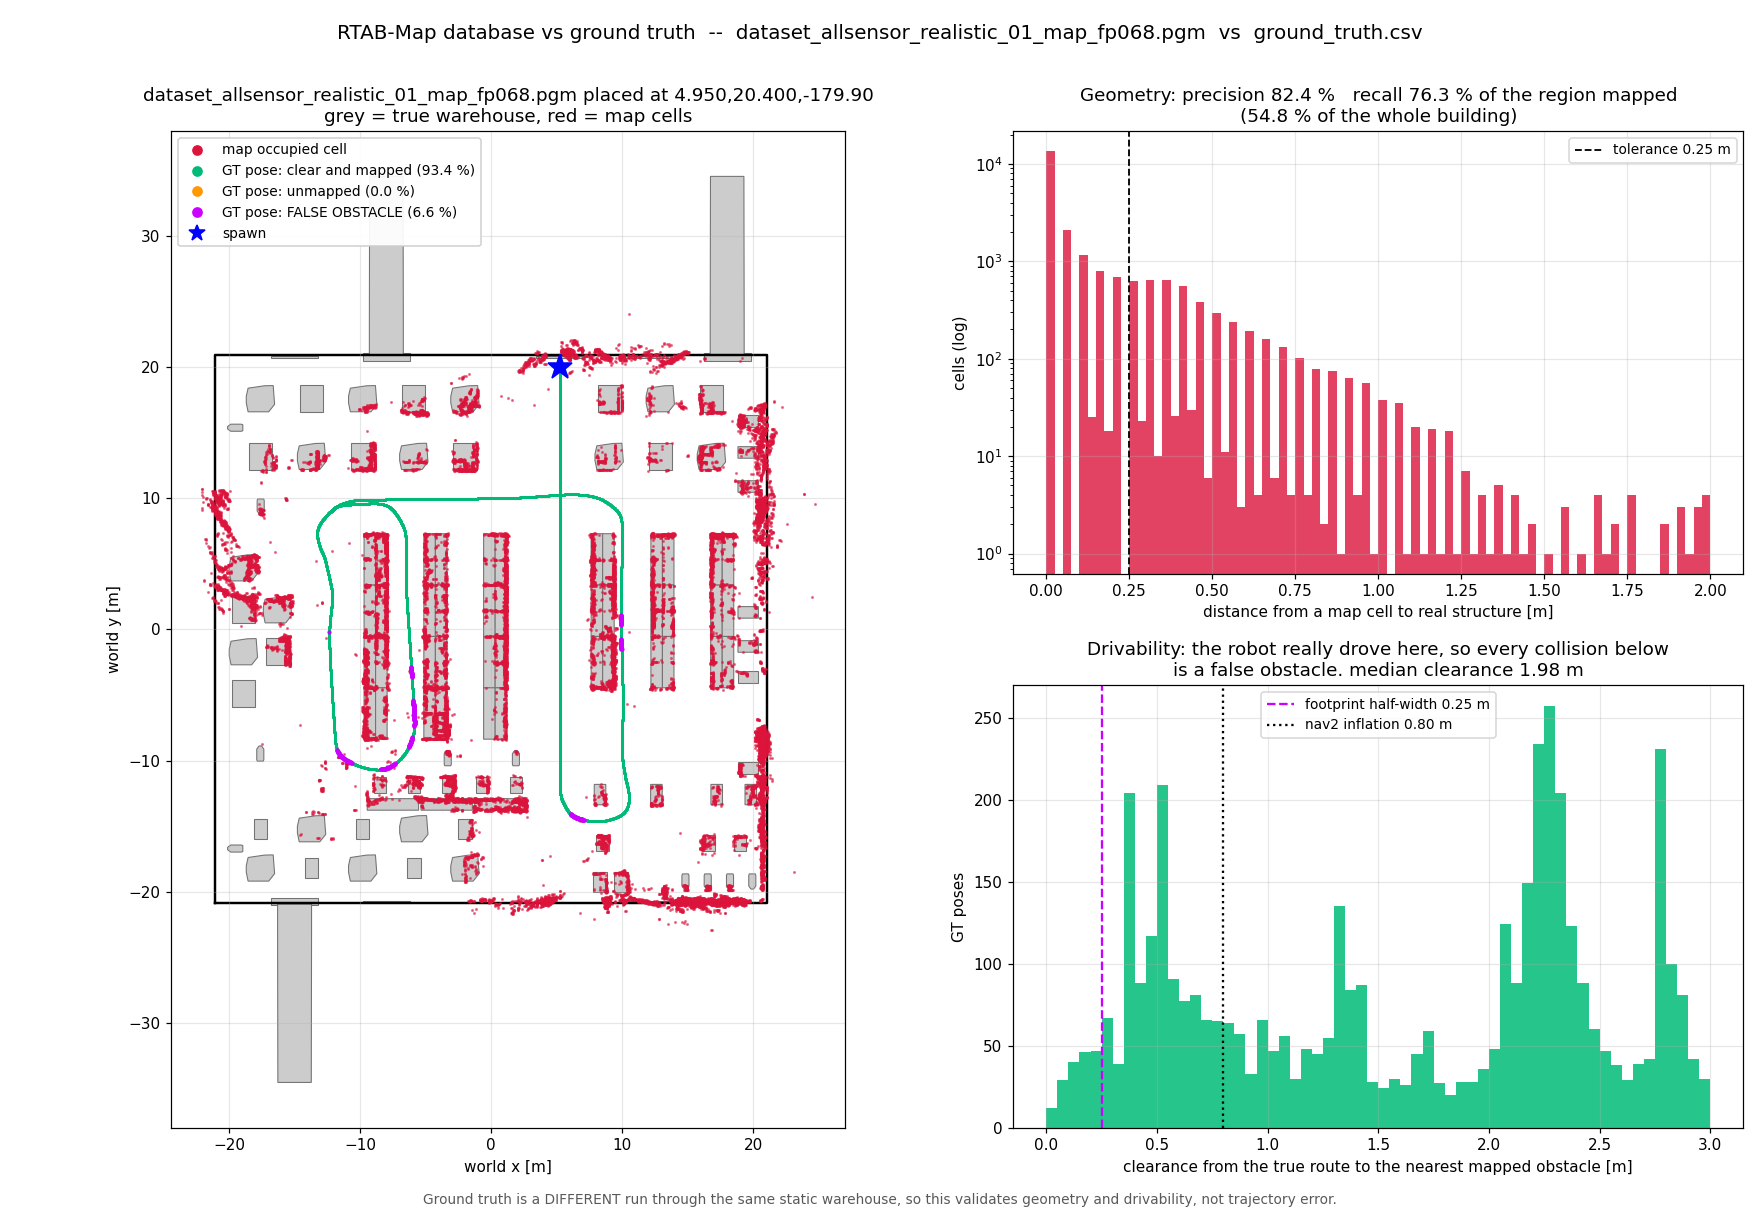 RTAB-Map database vs ground truth  --  dataset_allsensor_realistic_01_map_fp068.pgm  vs  ground_truth.csv
dataset_allsensor_realistic_01_map_fp068.pgm placed at 4.950,20.400,-179.90
grey = true warehouse, red = map cells
map occupied cell
GT pose: clear and mapped (93.4 %)
GT pose: unmapped (0.0 %)
GT pose: FALSE OBSTACLE (6.6 %)
spawn
30
20
10
0
−10
−20
−30
world y [m]
−20
−10
0
10
20
world x [m]
Geometry: precision 82.4 %   recall 76.3 % of the region mapped
(54.8 % of the whole building)
tolerance 0.25 m
10⁴
10³
10²
10¹
10⁰
cells (log)
0.00
0.25
0.50
0.75
1.00
1.25
1.50
1.75
2.00
distance from a map cell to real structure [m]
Drivability: the robot really drove here, so every collision below
is a false obstacle. median clearance 1.98 m
footprint half-width 0.25 m
nav2 inflation 0.80 m
250
200
150
100
50
0
GT poses
0.0
0.5
1.0
1.5
2.0
2.5
3.0
clearance from the true route to the nearest mapped obstacle [m]
Ground truth is a DIFFERENT run through the same static warehouse, so this validates geometry and drivability, not trajectory error.